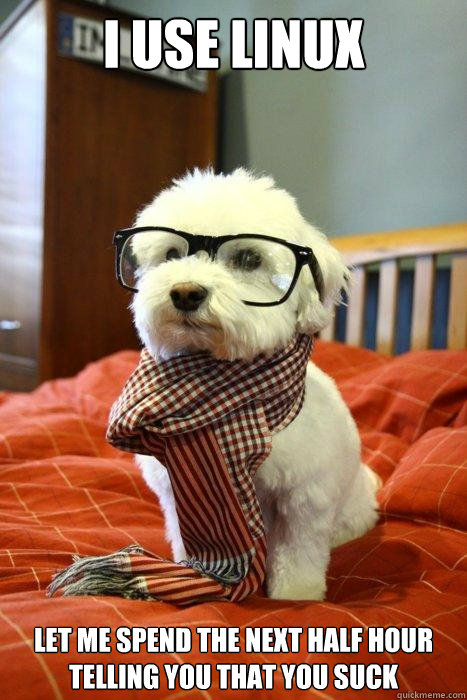 I USE LINUX
LET ME SPEND THE NEXT HALF HOUR
TELLING YOU THAT YOU SUCK
quickmeme.com